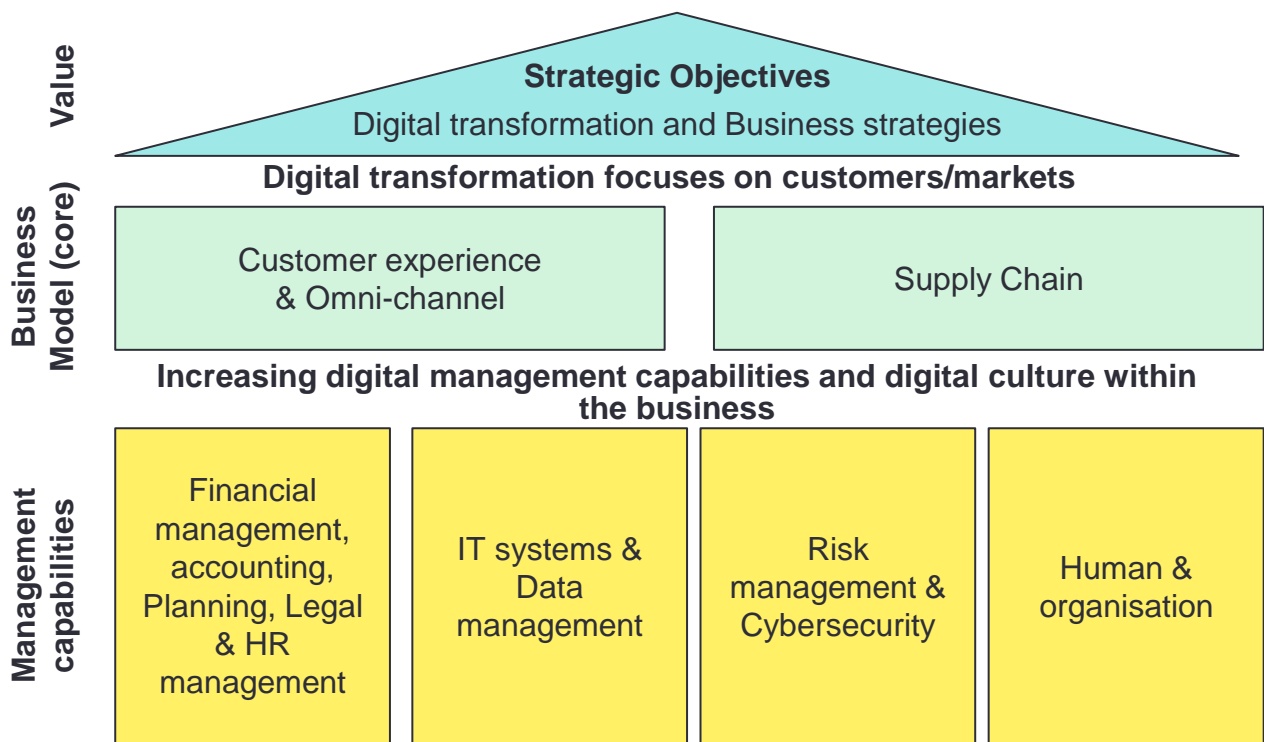 Value
Strategic Objectives
Digital transformation and Business strategies
Digital transformation focuses on customers/markets
Business
Model (core)
Customer experience
& Omni-channel
Supply Chain
Increasing digital management capabilities and digital culture within
the business
Management
capabilities
Financial
management,
accounting,
Planning, Legal
& HR
management
IT systems &
Data
management
Risk
management &
Cybersecurity
Human &
organisation